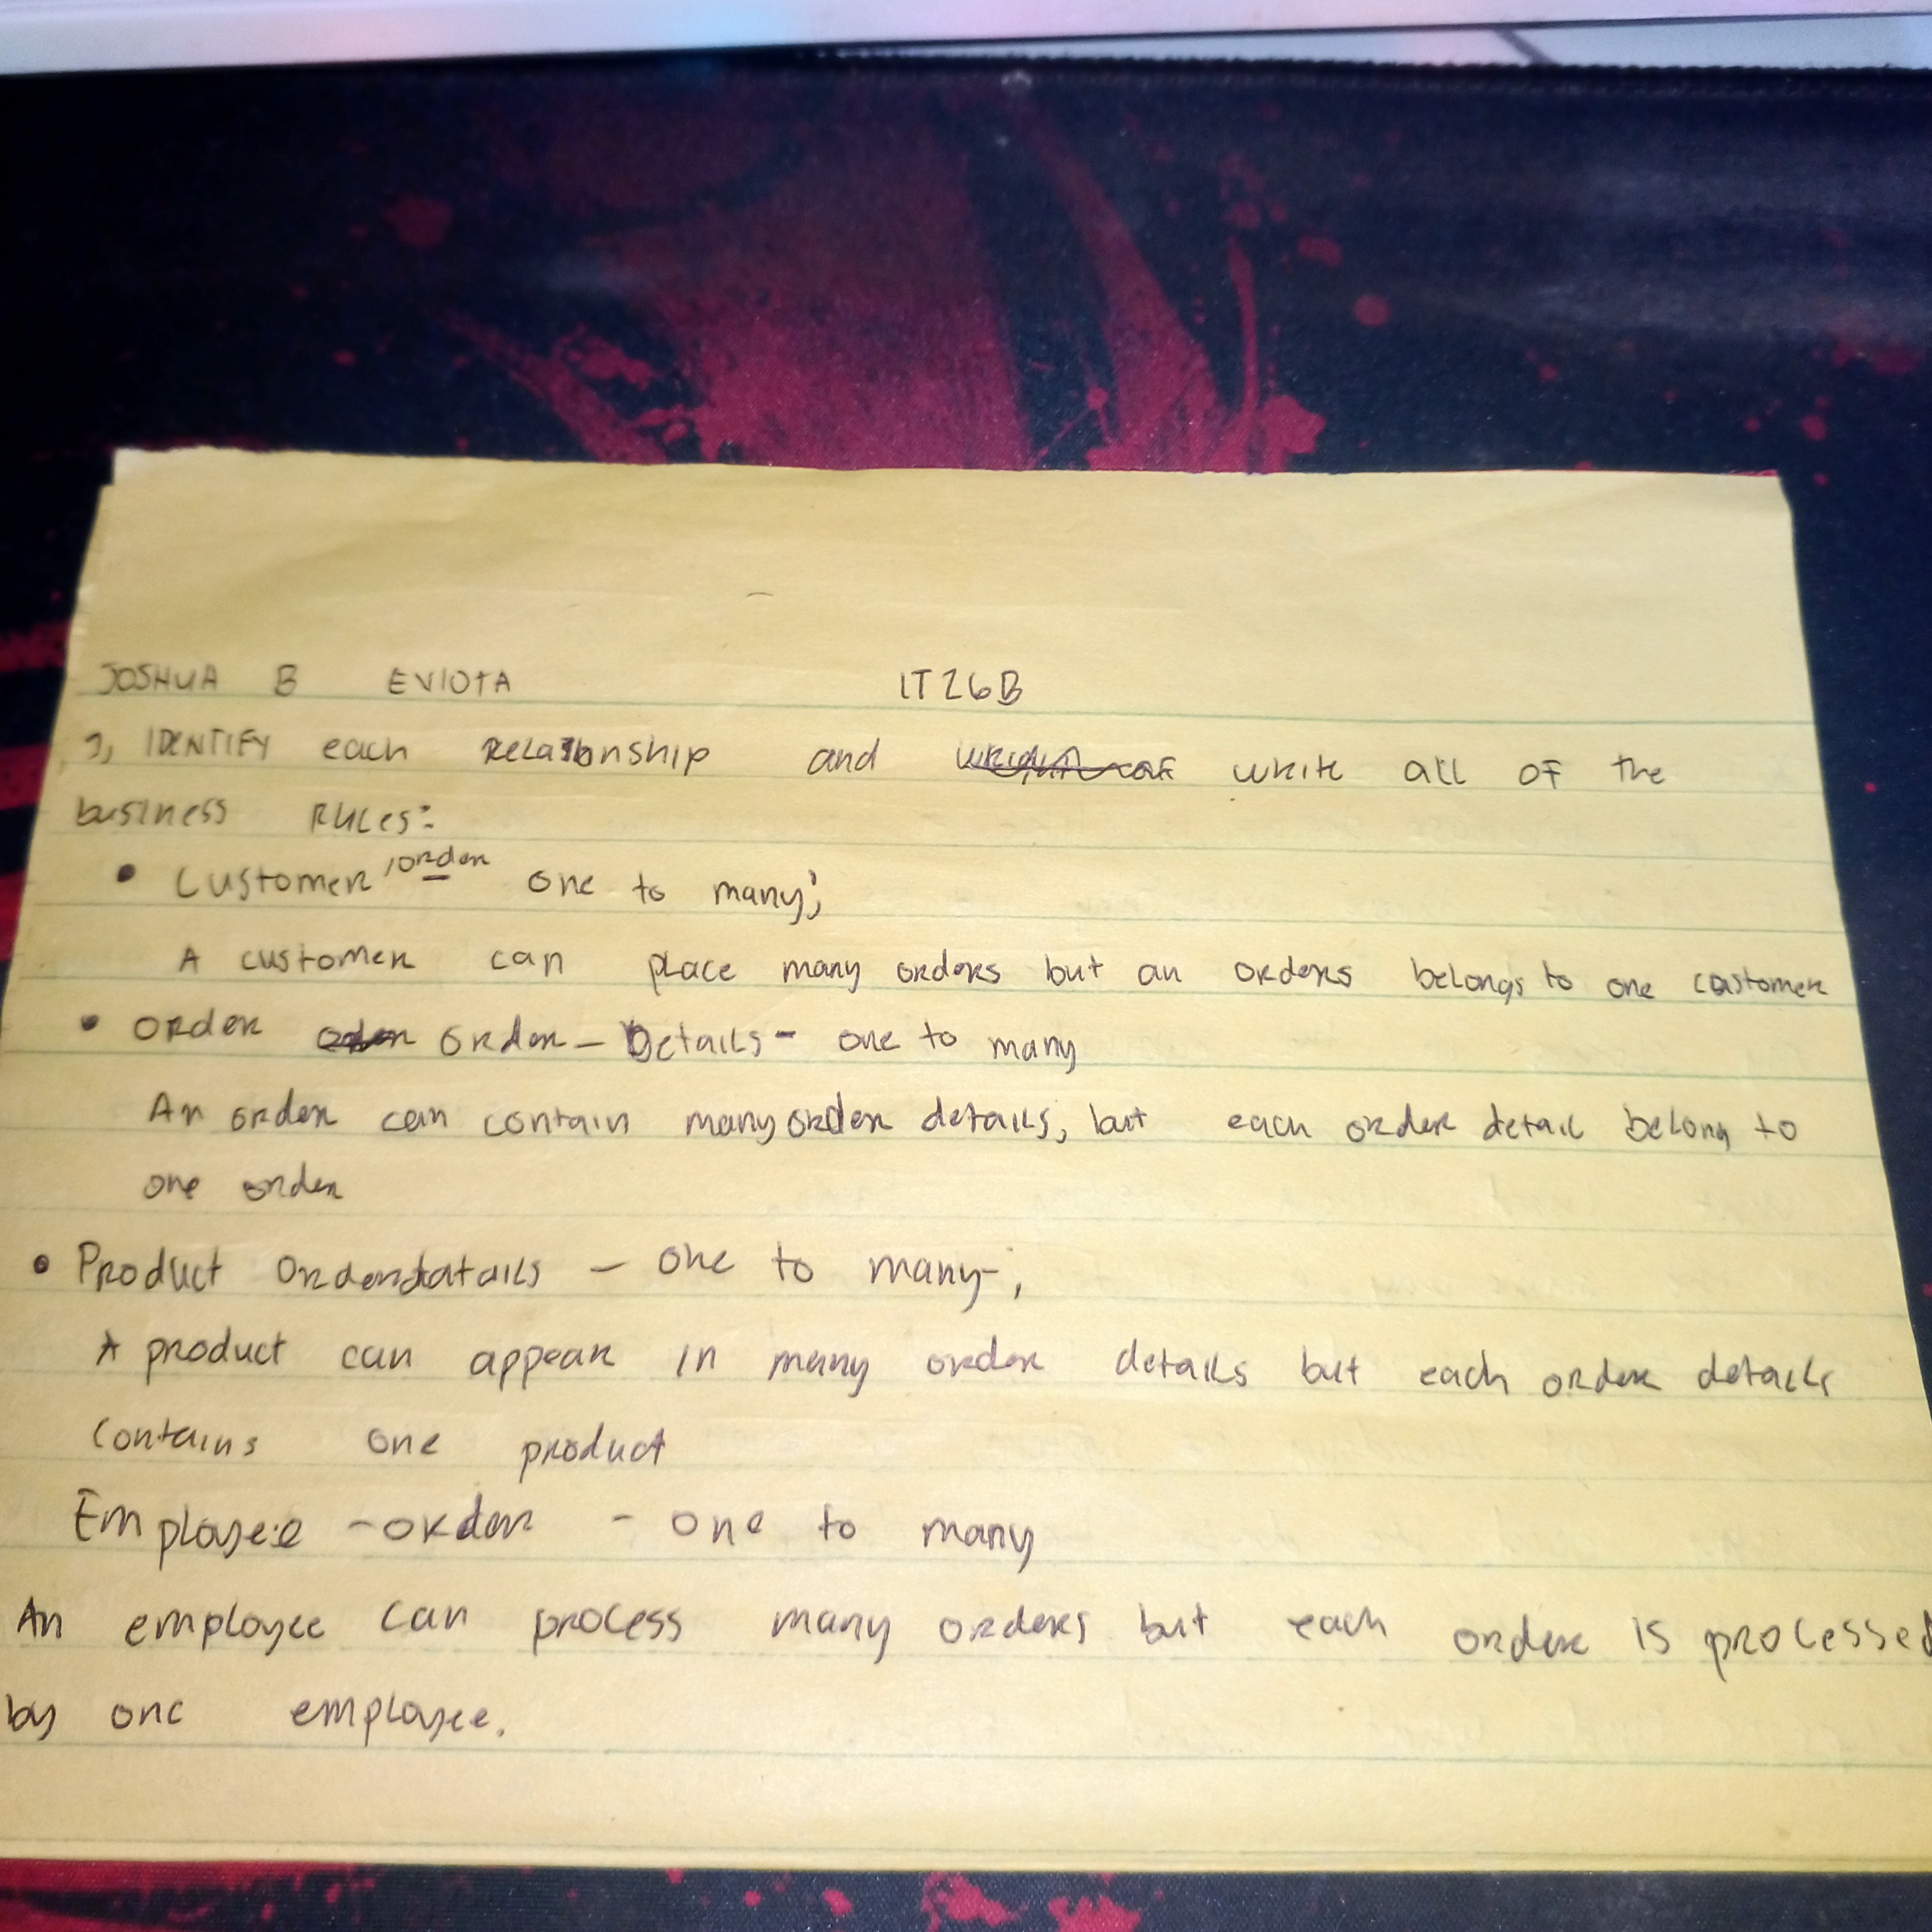 JOSHUA B EVIOTA IT26B
1, IDENTIFY each Relationship and write all of the
business Rules:
• Customer, order one to many;
A customer can place many orders but an orders belongs to one customer
• Order Order - Details - one to many
An order can contain many order details, but each order detail belong to
one order
• Product Orderdatails - one to many;
A product can appear in many order details but each order details
contains one product
Employee - order - one to many
An employee can process many orders but each order is processed
by one employee.